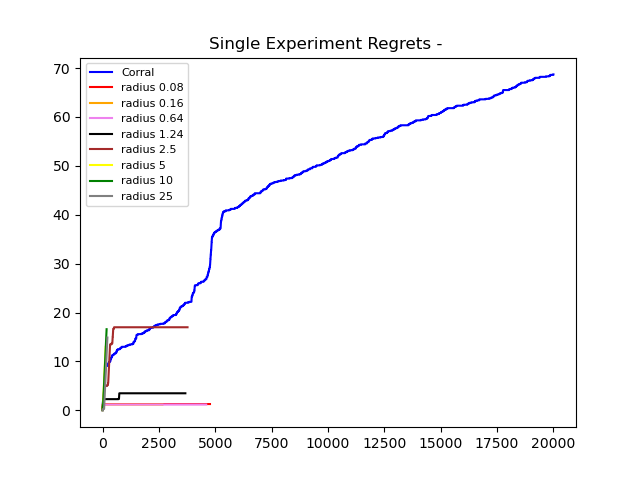 Single Experiment Regrets -
70
60
50
40
30
20
10
0
Corral
radius 0.08
radius 0.16
radius 0.64
radius 1.24
radius 2.5
radius 5
radius 10
radius 25
0 2500 5000 7500 10000 12500 15000 17500 20000